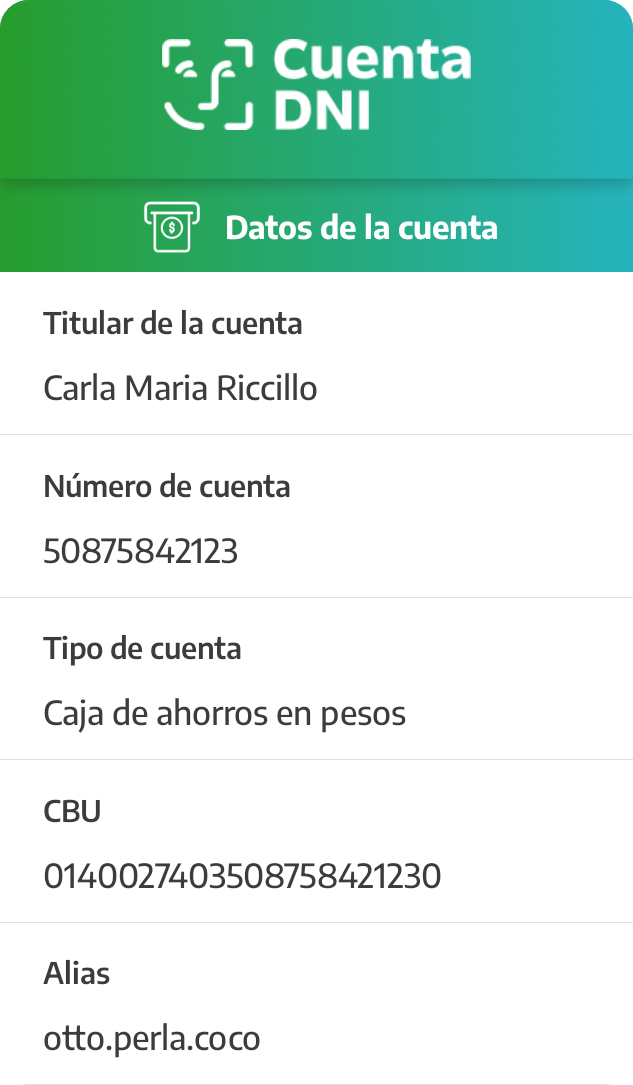 Cuenta
DNI
Datos de la cuenta
Titular de la cuenta
Carla Maria Riccillo
Número de cuenta
50875842123
Tipo de cuenta
Caja de ahorros en pesos
CBU
0140027403508758421230
Alias
otto.perla.coco